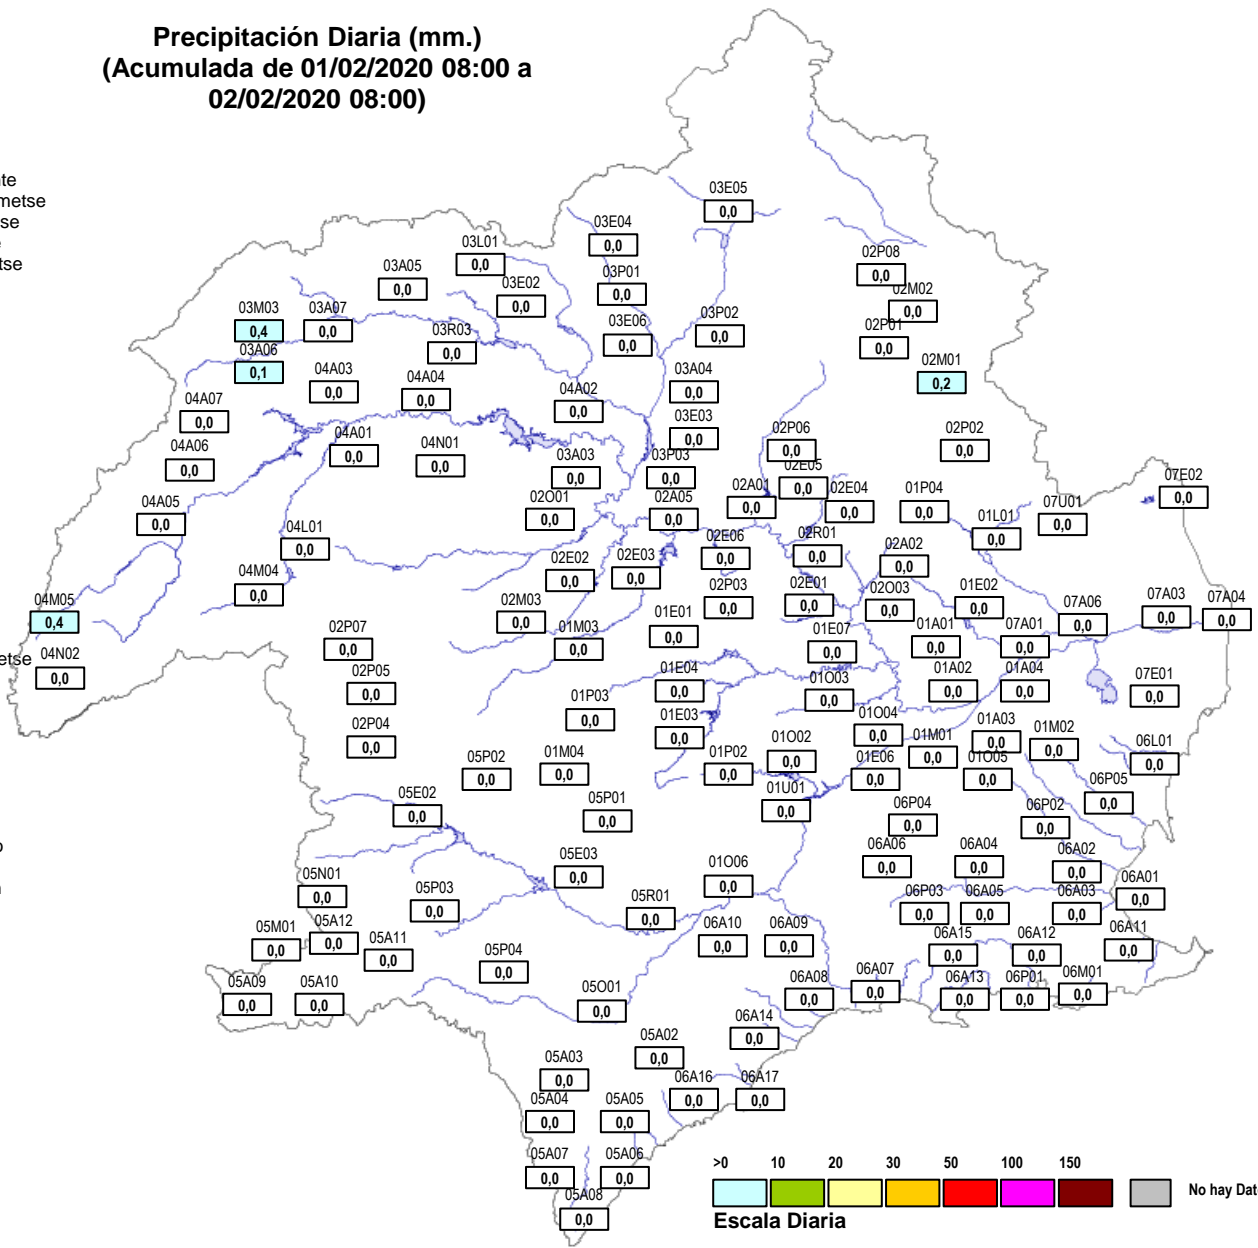 Precipitación Diaria (mm.)
(Acumulada de 01/02/2020 08:00 a
02/02/2020 08:00)
nte
metse
se
e
tse
03E05
0,0
03E04
0,0
03L01
0,0
02P08
0,0
03A05
0,0
03P01
0,0
03E02
0,0
02M02
0,0
03M03
0,4
03A07
0,0
03P02
0,0
03E06
0,0
03R03
0,0
02P01
0,0
03A06
0,1
02M01
0,2
04A03
0,0
04A04
0,0
03A04
0,0
04A02
0,0
04A07
0,0
03E03
0,0
04A01
0,0
04N01
0,0
02P06
0,0
02P02
0,0
04A06
0,0
03A03
0,0
03P03
0,0
02E05
0,0
07E02
0,0
02A01
0,0
02E04
0,0
01P04
0,0
04A05
0,0
02O01
0,0
02A05
0,0
07U01
0,0
01L01
0,0
04L01
0,0
02E06
0,0
02R01
0,0
02A02
0,0
02E02
0,0
02E03
0,0
04M04
0,0
02P03
0,0
02E01
0,0
02O03
0,0
01E02
0,0
07A03
0,0
07A04
0,0
04M05
0,4
02M03
0,0
01E01
0,0
07A06
0,0
02P07
0,0
01M03
0,0
01E07
0,0
01A01
0,0
07A01
0,0
etse
04N02
0,0
02P05
0,0
01E04
0,0
01O03
0,0
01A02
0,0
01A04
0,0
07E01
0,0
01P03
0,0
02P04
0,0
01E03
0,0
01O04
0,0
01A03
0,0
01M02
0,0
05P02
0,0
01M04
0,0
01P02
0,0
01O02
0,0
01M01
0,0
01E06
0,0
01O05
0,0
06L01
0,0
05E02
0,0
05P01
0,0
01U01
0,0
06P04
0,0
06P02
0,0
06P05
0,0
o
05E03
0,0
01O06
0,0
06A06
0,0
06A04
0,0
06A02
0,0
05N01
0,0
05P03
0,0
05R01
0,0
06P03
0,0
06A05
0,0
06A03
0,0
06A01
0,0
05M01
0,0
05A12
0,0
05A11
0,0
06A10
0,0
06A09
0,0
06A15
0,0
06A12
0,0
06A11
0,0
05P04
0,0
05A09
0,0
05A10
0,0
05O01
0,0
06A08
0,0
06A07
0,0
06A13
0,0
06P01
0,0
06M01
0,0
06A14
0,0
05A02
0,0
05A03
0,0
06A16
0,0
06A17
0,0
05A04
0,0
05A05
0,0
05A07
0,0
05A06
0,0
05A08
0,0
>0 10 20 30 50 100 150
No hay Dat
Escala Diaria